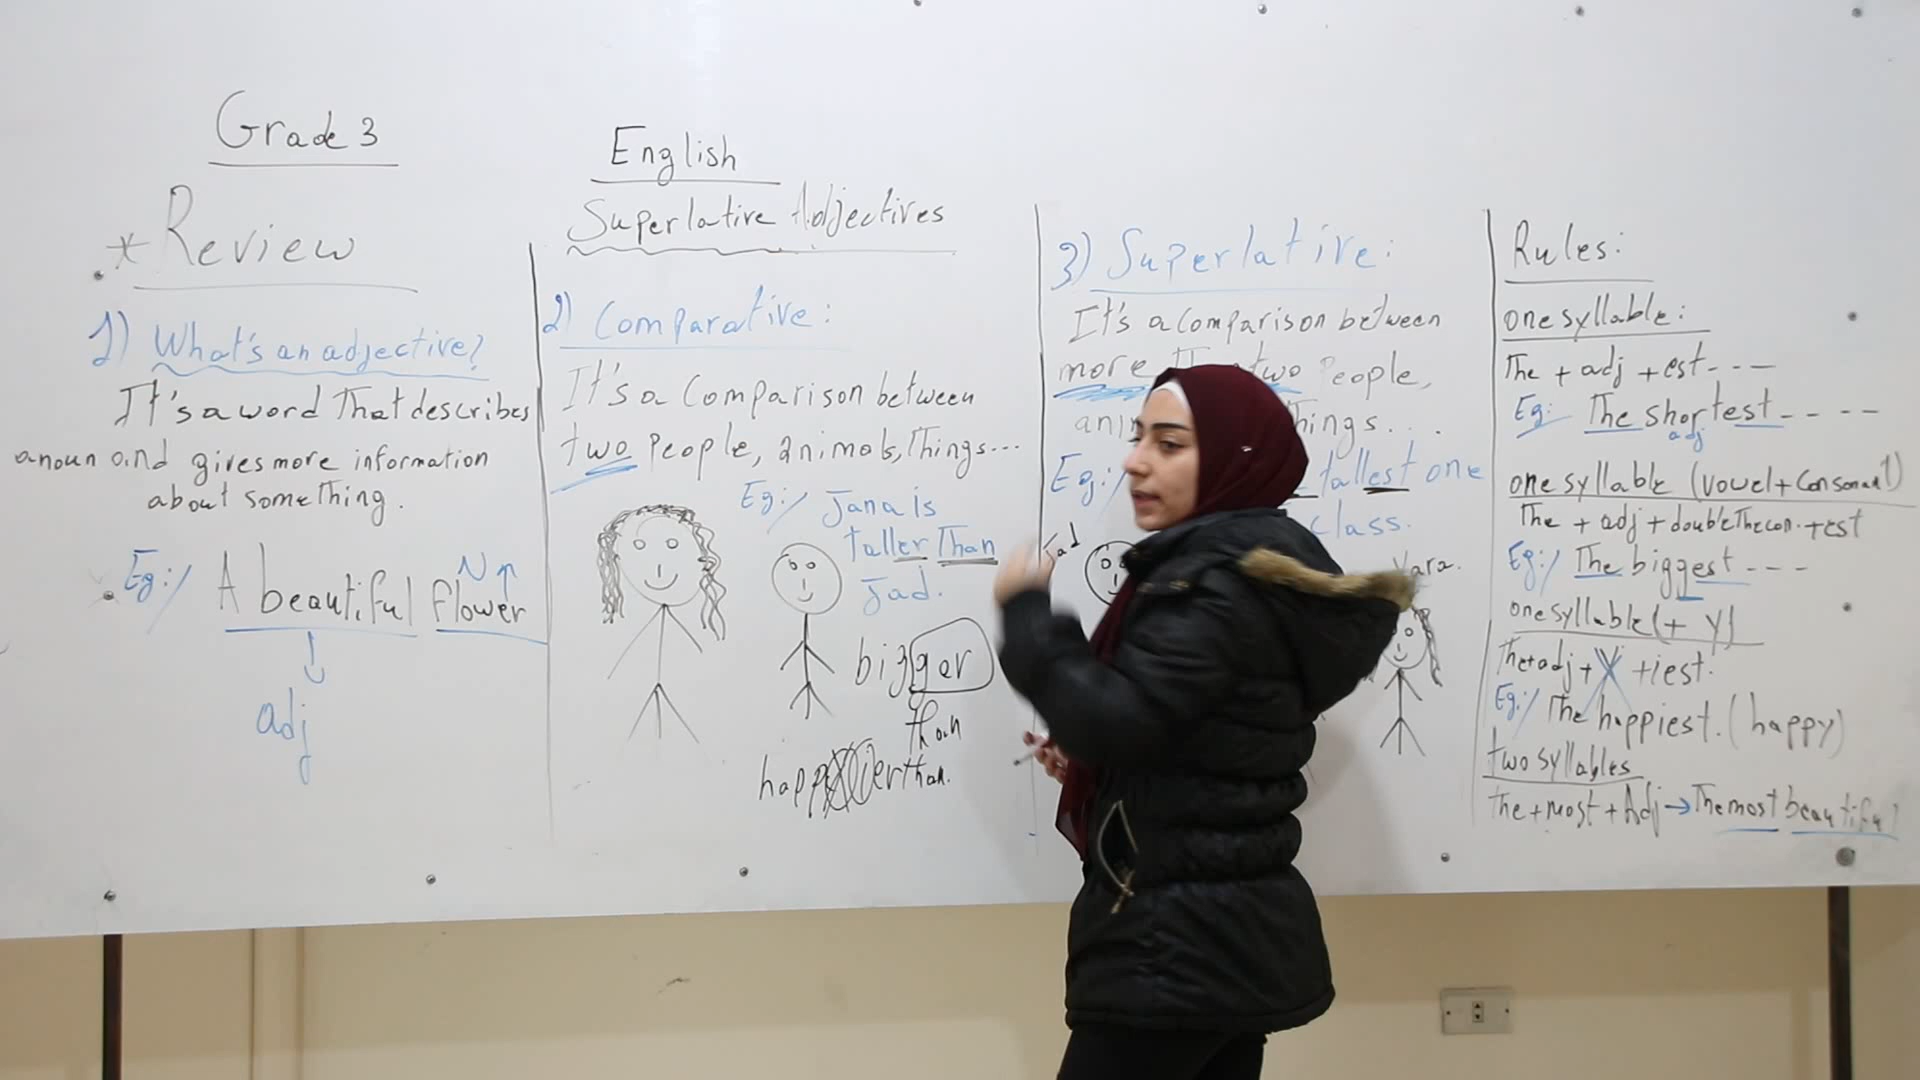 Grade 3
* Review
1) What's an adjective?
It's a word that describes
a noun and gives more information
about something.
Eg:/ A beautiful flower
N
adj
English
Superlative Adjectives
2) Comparative:
It's a comparison between
two people, animals, things...
Eg:/ Jana is
taller than
Jad.
bigger
than
happier than.
3) Superlative:
It's a comparison between
more two people,
things...
Eg:/ tallest one
class.
Yara.
Rules:
one syllable:
The + adj + est - - -
Eg: The shortest - - - -
adj
one syllable (vowel + consonant)
The + adj + double the con. + est
Eg:/ The biggest - - -
one syllable (+ y)
the + adj + y + iest.
Eg:/ The happiest. (happy)
two syllables
the + most + Adj → The most beautiful